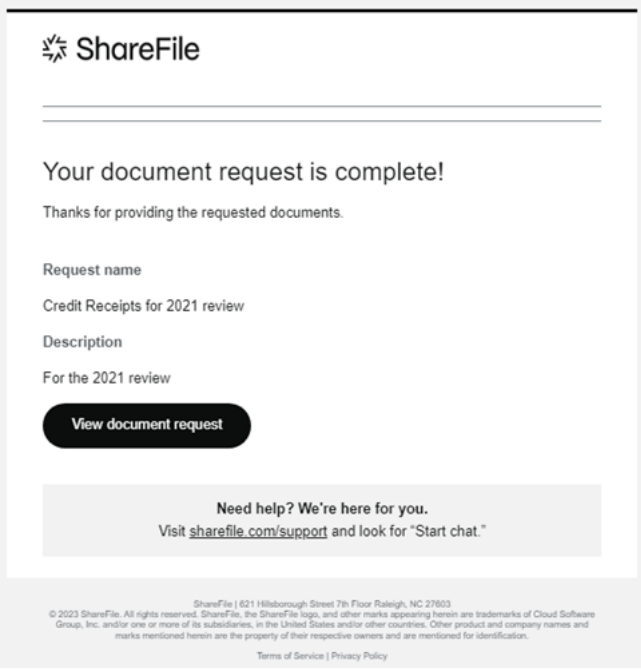 ShareFile
Your document request is complete!
Thanks for providing the requested documents.
Request name
Credit Receipts for 2021 review
Description
For the 2021 review
View document request
Need help? We're here for you.
Visit sharefile.com/support and look for “Start chat.”
ShareFile | 621 Hillsborough Street 7th Floor Raleigh, NC 27603
© 2023 ShareFile. All rights reserved. ShareFile, the ShareFile logo, and other marks appearing herein are trademarks of Cloud Software
Group, Inc. and/or one or more of its subsidiaries, in the United States and/or other countries. Other product and company names and
marks mentioned herein are the property of their respective owners and are mentioned for identification.
Terms of Service | Privacy Policy